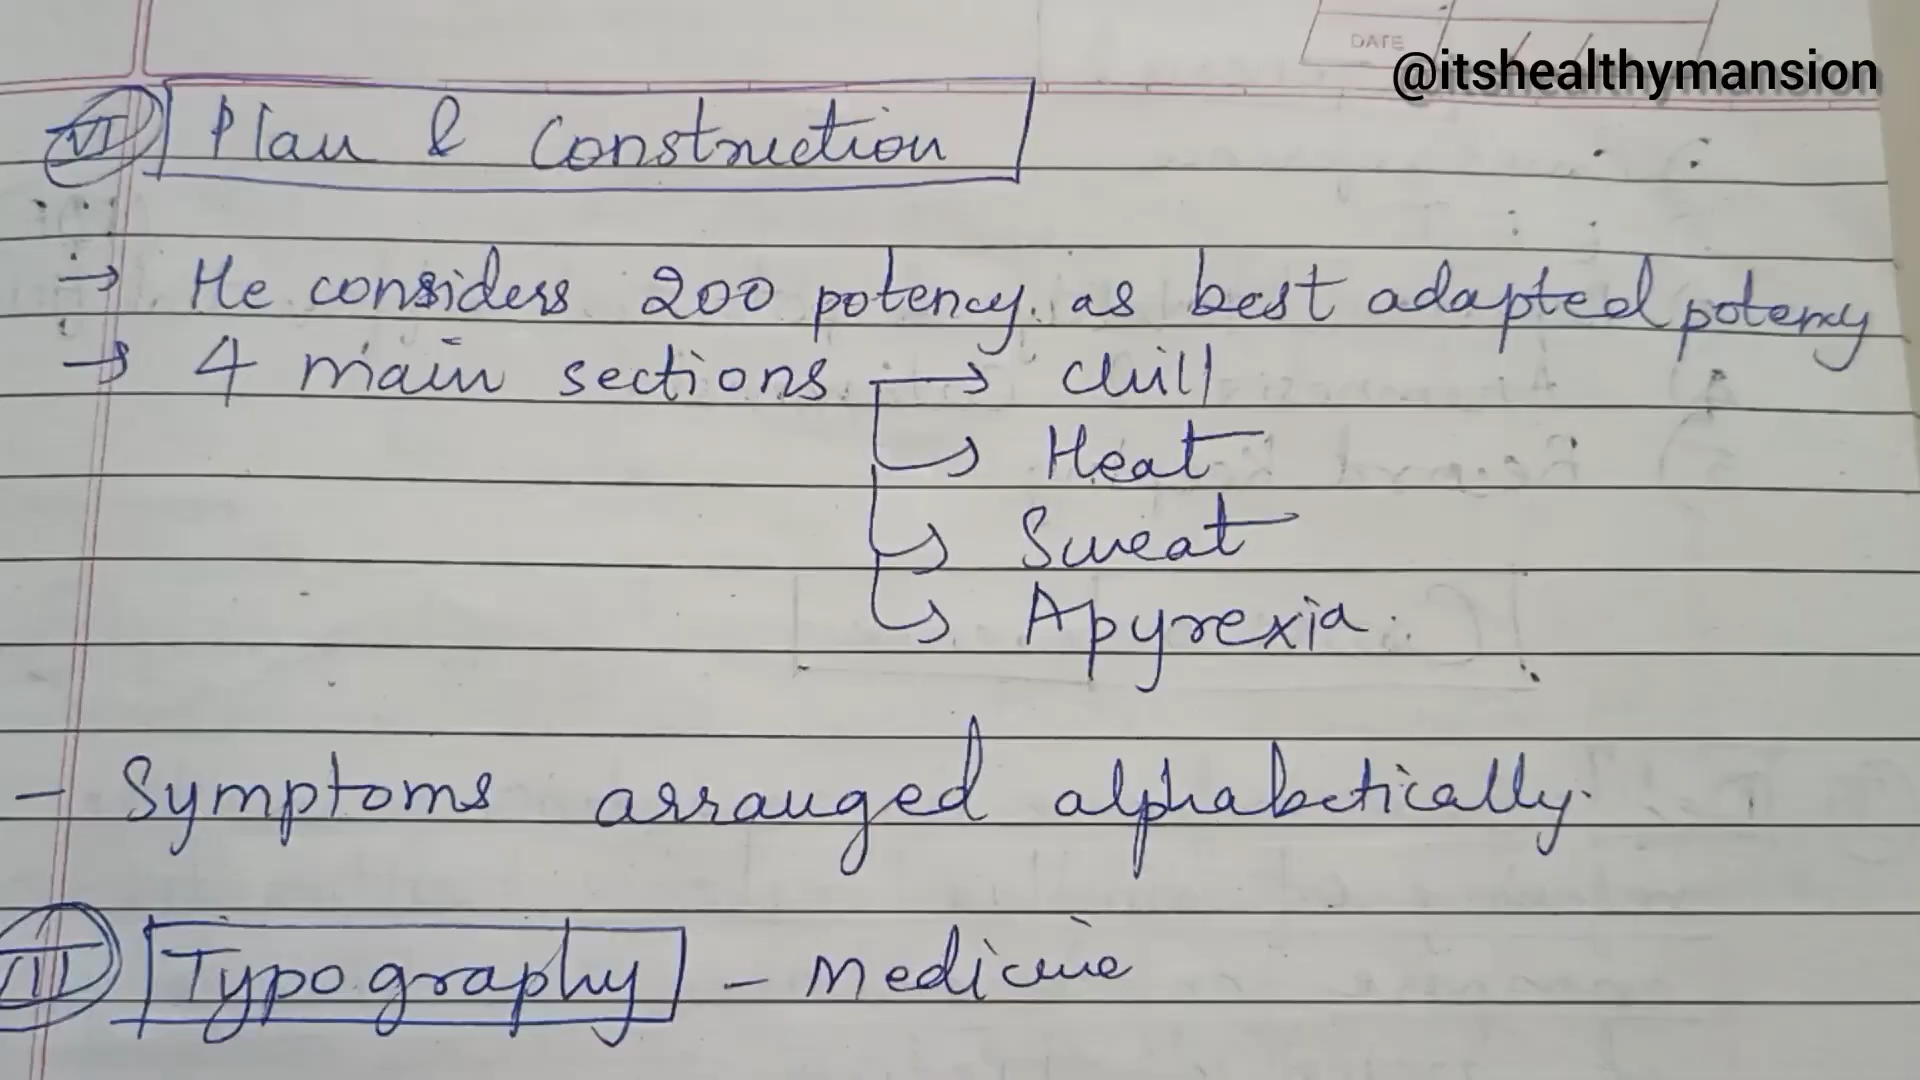 DATE
@itshealthymansion
VI Plan & Construction
→ He considers 200 potency. as best adapted potency
→ 4 main sections → chill
↳ Heat
↳ Sweat
↳ Apyrexia.
- Symptoms arranged alphabetically.
VII Typography - Medicine